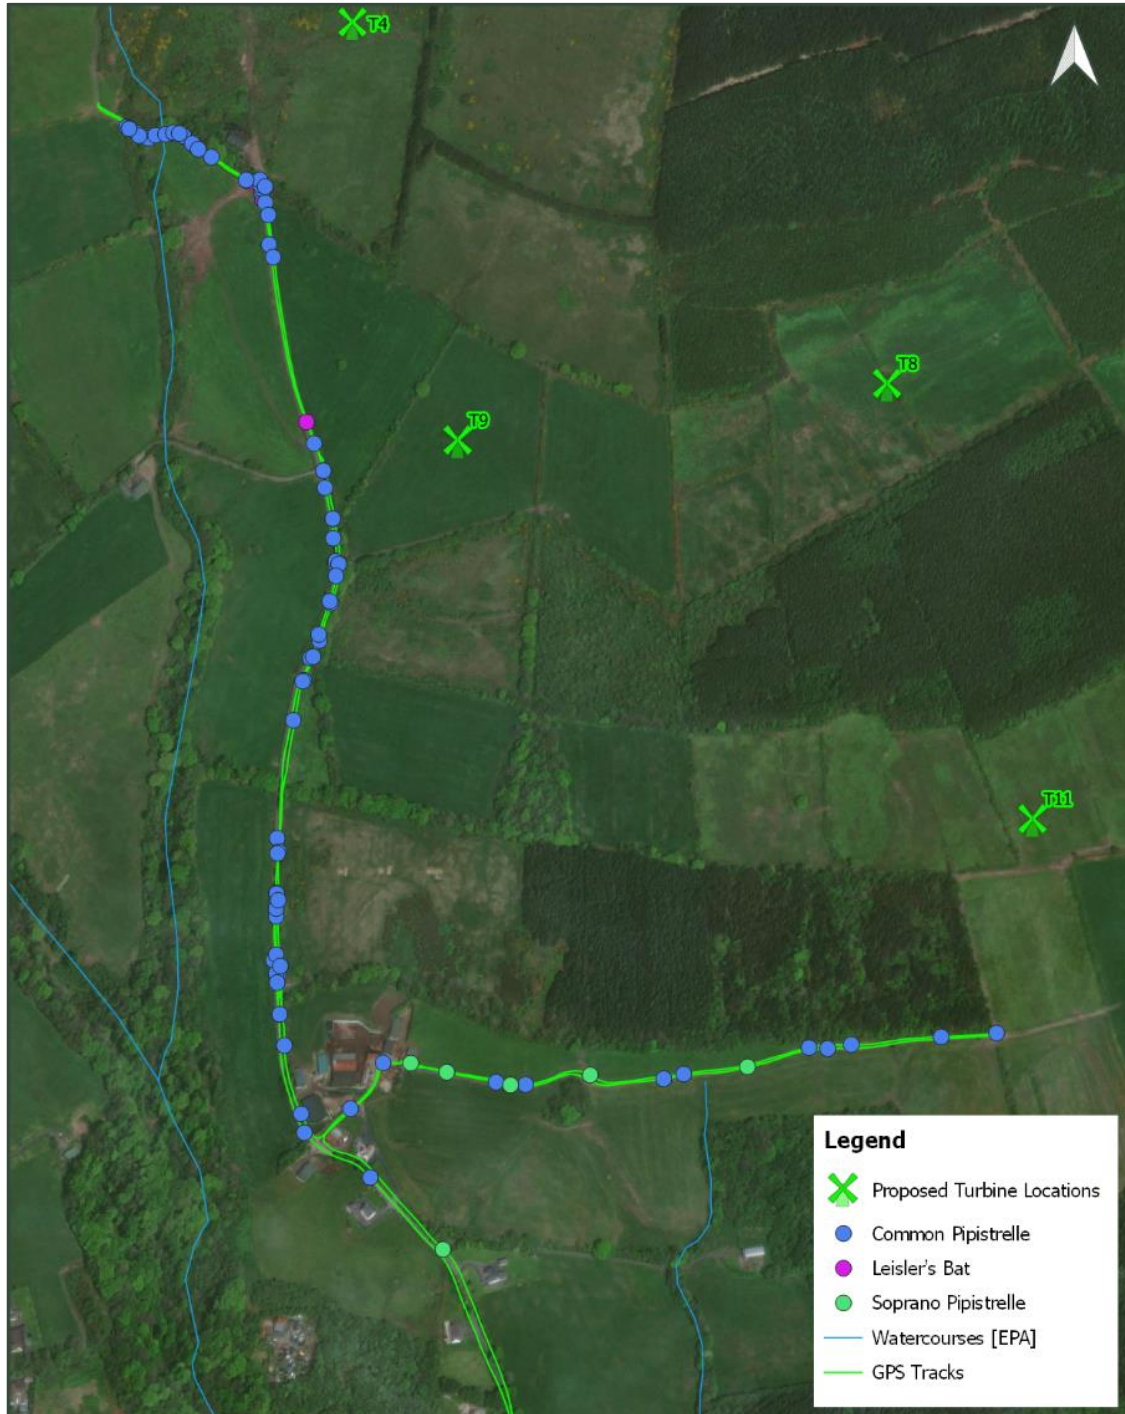 T4
T8
T9
T11
Legend
Proposed Turbine Locations
Common Pipistrelle
Leisler's Bat
Soprano Pipistrelle
Watercourses [EPA]
GPS Tracks